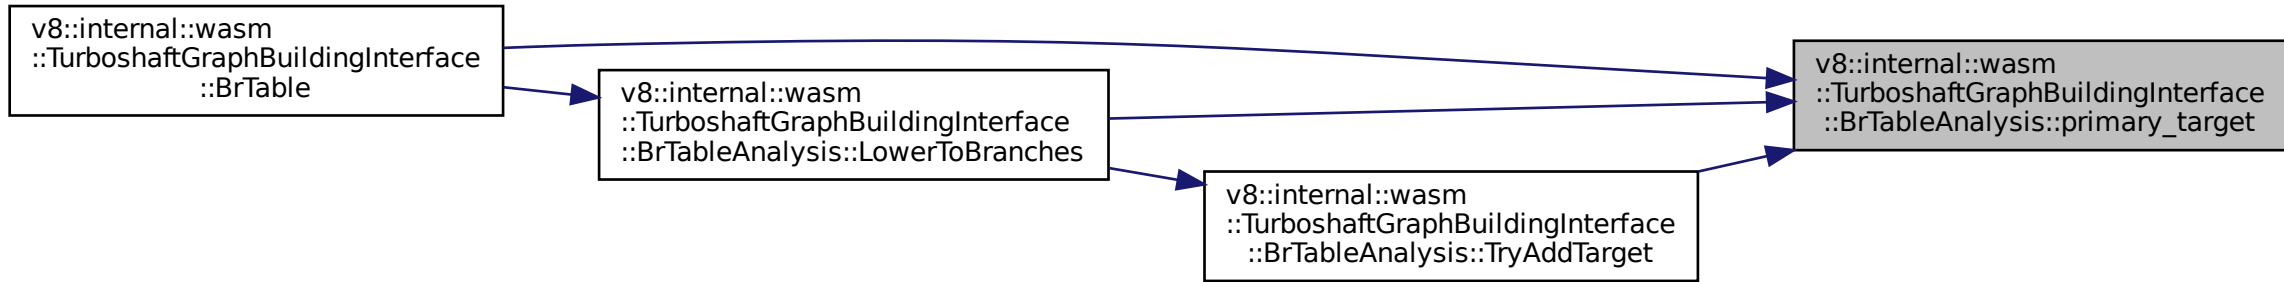 v8::internal::wasm
::TurboshaftGraphBuildingInterface
::BrTable
v8::internal::wasm
::TurboshaftGraphBuildingInterface
::BrTableAnalysis::LowerToBranches
v8::internal::wasm
::TurboshaftGraphBuildingInterface
::BrTableAnalysis::TryAddTarget
v8::internal::wasm
::TurboshaftGraphBuildingInterface
::BrTableAnalysis::primary_target